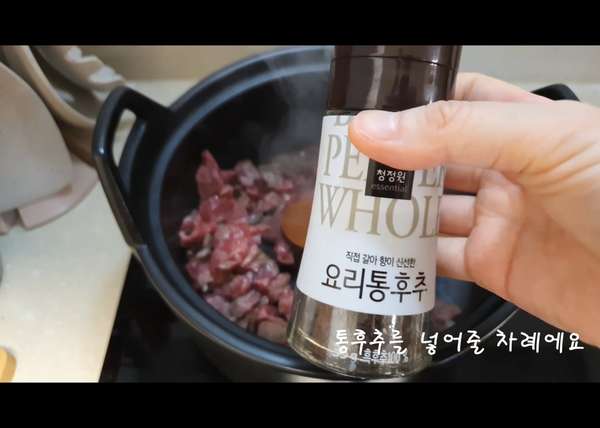 청정원
essential
WHOL
직접 갈아 향이 신선한
요리통후추
통후추를 넣어줄 차례에요